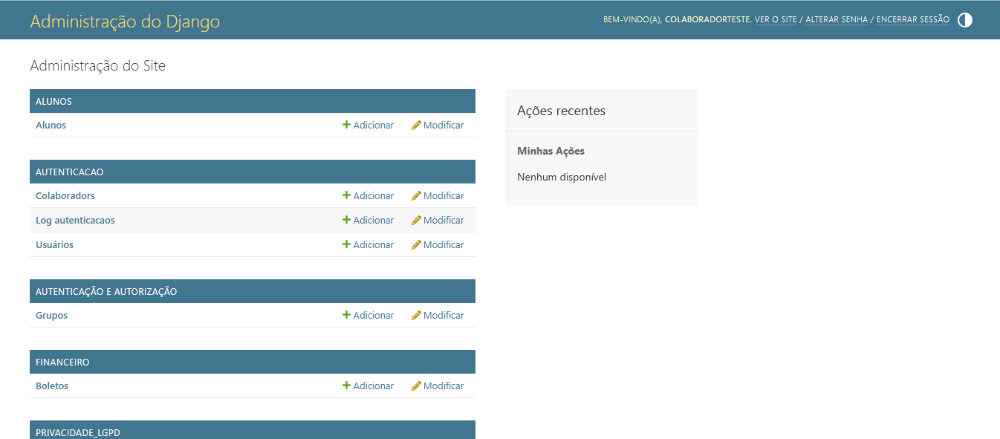 Administração do Django
BEM-VINDO(A), COLABORADORTESTE. VER O SITE / ALTERAR SENHA / ENCERRAR SESSÃO
Administração do Site
ALUNOS
Alunos Adicionar Modificar
AUTENTICACAO
Colaboradors Adicionar Modificar
Log autenticacaos Adicionar Modificar
Usuários Adicionar Modificar
AUTENTICAÇÃO E AUTORIZAÇÃO
Grupos Adicionar Modificar
FINANCEIRO
Boletos Adicionar Modificar
PRIVACIDADE_LGPD
Ações recentes
Minhas Ações
Nenhum disponível